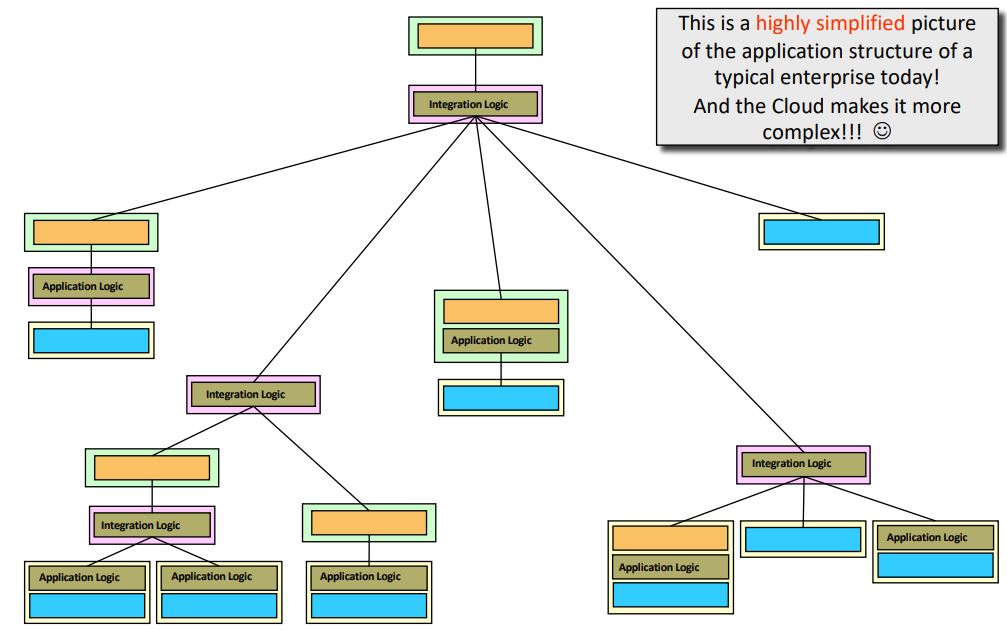 This is a highly simplified picture
of the application structure of a
typical enterprise today!
And the Cloud makes it more
complex!!! ☺
Integration Logic
Application Logic
Application Logic
Integration Logic
Integration Logic
Integration Logic
Application Logic
Application Logic
Application Logic
Application Logic
Application Logic